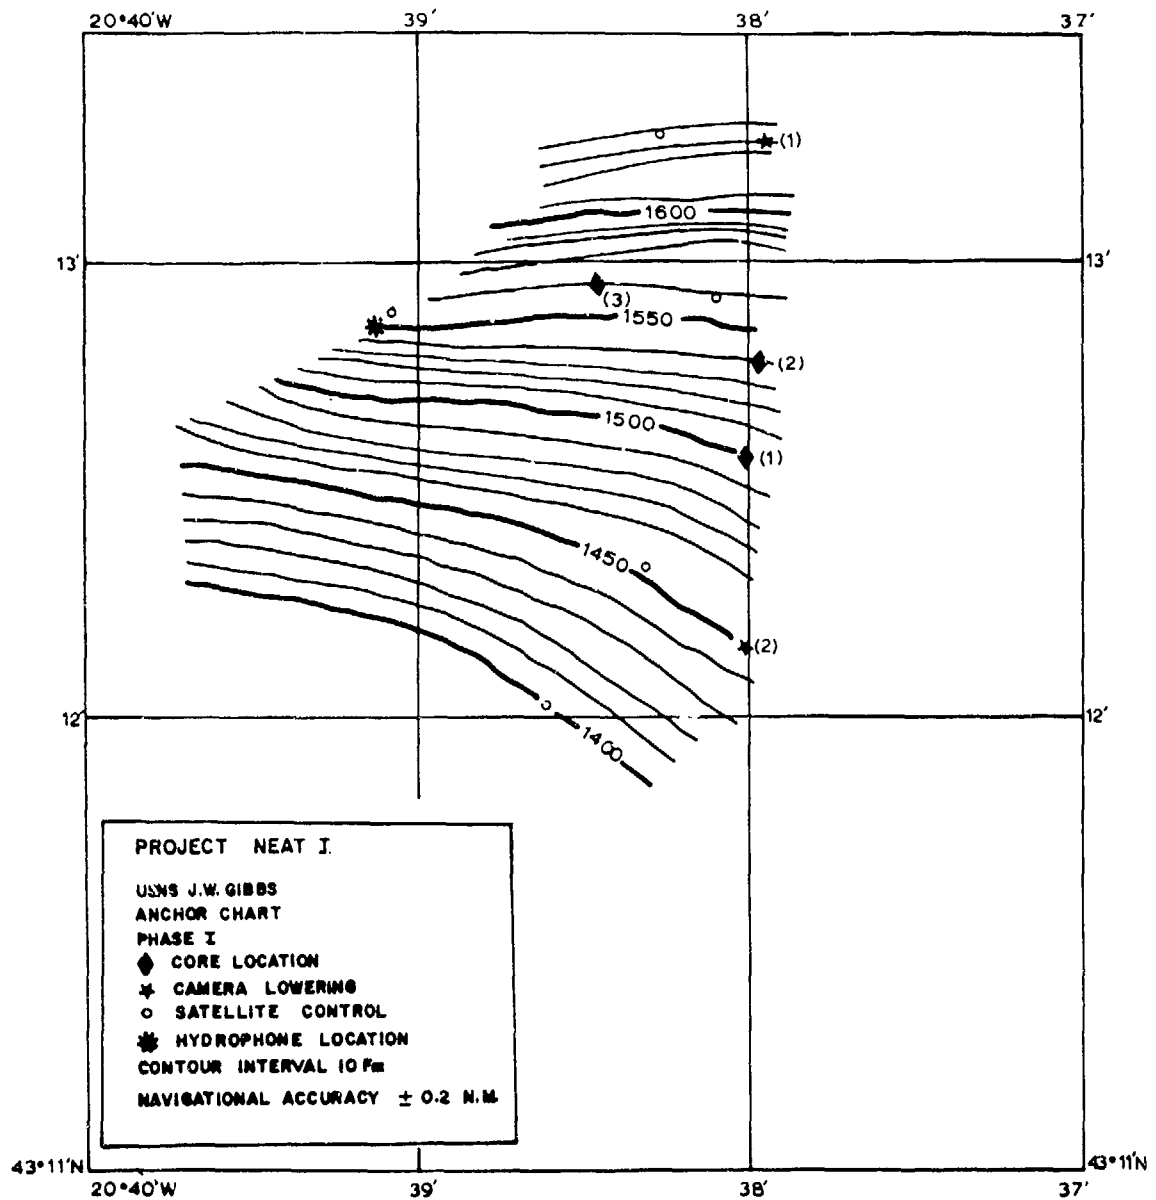 20°40'W 39' 38' 37'
(1)
1600
13' 13'
(3)
1550
(2)
1500
(1)
1450
(2)
12' 12'
1400
PROJECT NEAT I.
USNS J.W. GIBBS
ANCHOR CHART
PHASE I
CORE LOCATION
CAMERA LOWERING
SATELLITE CONTROL
HYDROPHONE LOCATION
CONTOUR INTERVAL 10 Fm
NAVIGATIONAL ACCURACY ± 0.2 N.M.
43°11'N 43°11'N
20°40'W 39' 38' 37'